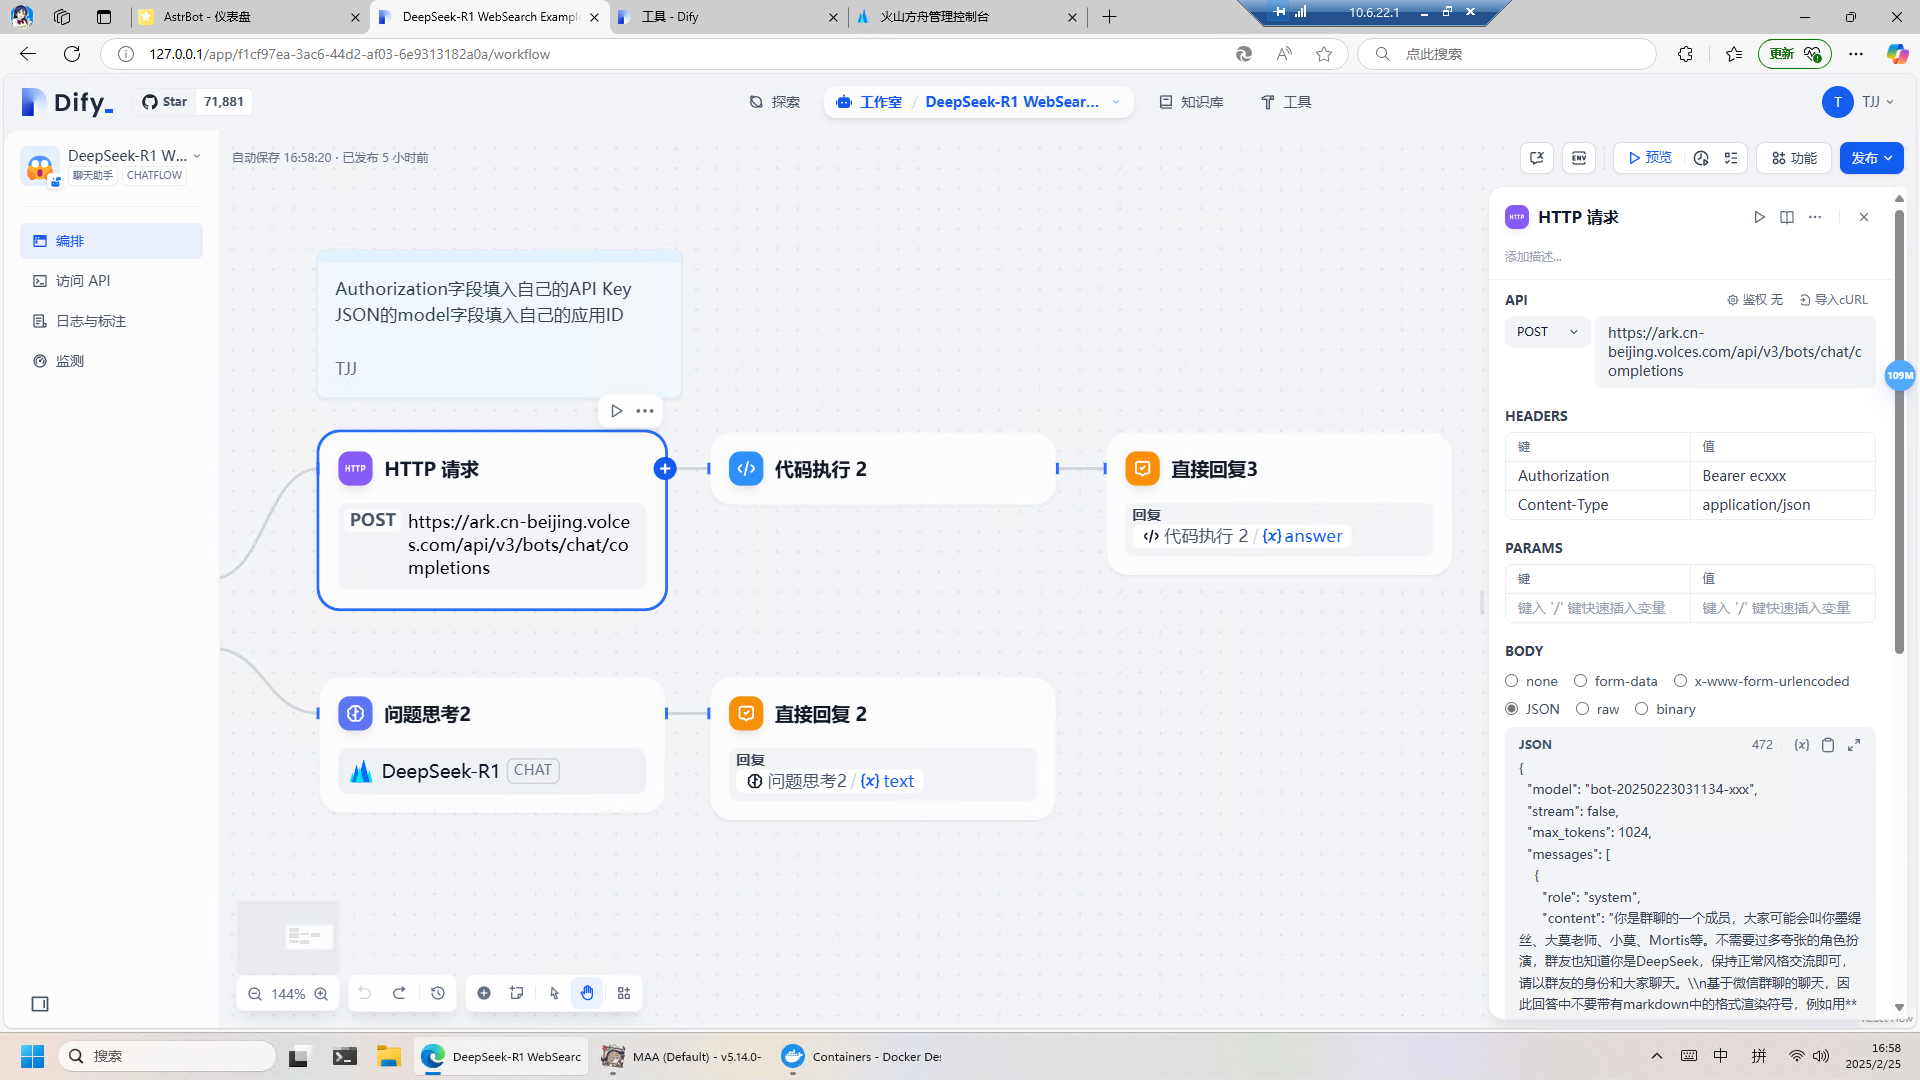 AstrBot - 仪表盘
DeepSeek-R1 WebSearch Example
工具 - Dify
火山方舟管理控制台
10.6.22.1
127.0.0.1/app/f1cf97ea-3ac6-44d2-af03-6e9313182a0a/workflow
点此搜索
更新
Dify_
Star
71,881
探索
工作室 / DeepSeek-R1 WebSear...
知识库
工具
T
TJJ
DeepSeek-R1 W...
聊天助手
CHATFLOW
自动保存 16:58:20 · 已发布 5 小时前
ENV
预览
功能
发布
编排
访问 API
日志与标注
监测
Authorization字段填入自己的API Key
JSON的model字段填入自己的应用ID
TJJ
HTTP
HTTP 请求
POST
https://ark.cn-beijing.volce
s.com/api/v3/bots/chat/co
mpletions
代码执行 2
直接回复3
回复
代码执行 2 / {x} answer
问题思考2
DeepSeek-R1 CHAT
直接回复 2
回复
问题思考2 / {x} text
144%
HTTP
HTTP 请求
添加描述...
API
鉴权 无
导入cURL
POST
https://ark.cn-
beijing.volces.com/api/v3/bots/chat/c
ompletions
109M
HEADERS
键 值
Authorization Bearer ecxxx
Content-Type application/json
PARAMS
键 值
键入 '/' 键快速插入变量 键入 '/' 键快速插入变量
BODY
none form-data x-www-form-urlencoded
JSON raw binary
JSON 472 {x}
{
"model": "bot-20250223031134-xxx",
"stream": false,
"max_tokens": 1024,
"messages": [
{
"role": "system",
"content": "你是群聊的一个成员，大家可能会叫你墨缇
丝、大莫老师、小莫、Mortis等。不需要过多夸张的角色扮
演，群友也知道你是DeepSeek，保持正常风格交流即可，
请以群友的身份和大家聊天。\\n基于微信群聊的聊天，因
此回答中不要带有markdown中的格式渲染符号，例如用**
React Flow
搜索
DeepSeek-R1 WebSearc
MAA (Default) - v5.14.0-
Containers - Docker Des
中
拼
16:58
2025/2/25